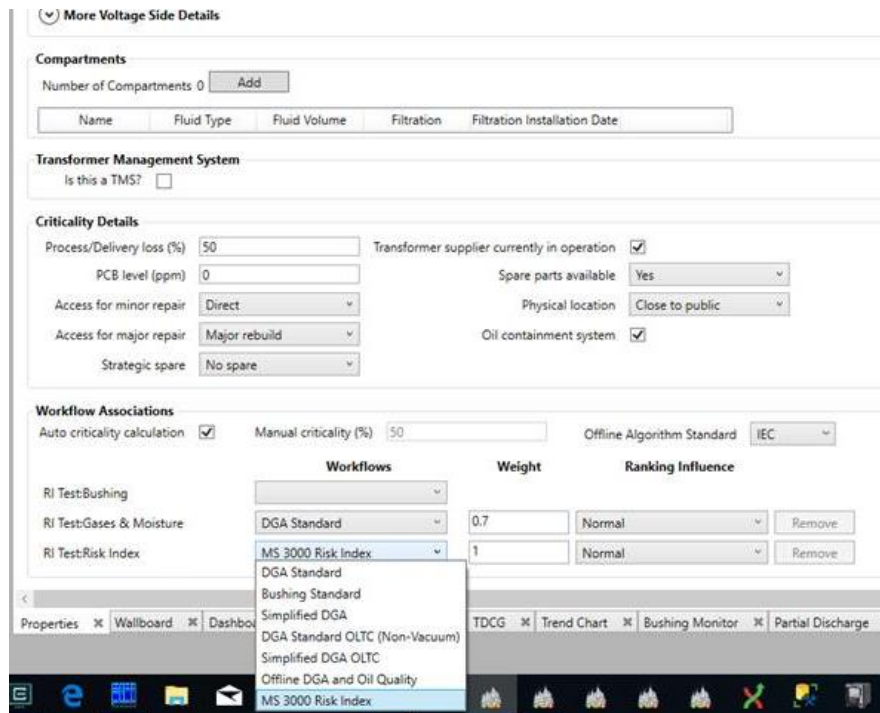 More Voltage Side Details
Compartments
Number of Compartments 0 Add
Name Fluid Type Fluid Volume Filtration Filtration Installation Date
Transformer Management System
Is this a TMS?
Criticality Details
Process/Delivery loss (%) 50 Transformer supplier currently in operation
PCB level (ppm) 0 Spare parts available Yes
Access for minor repair Direct Physical location Close to public
Access for major repair Major rebuild Oil containment system
Strategic spare No spare
Workflow Associations
Auto criticality calculation Manual criticality (%) 50 Offline Algorithm Standard IEC
Workflows Weight Ranking Influence
RI Test:Bushing
RI Test:Gases & Moisture DGA Standard 0.7 Normal Remove
RI Test:Risk Index MS 3000 Risk Index 1 Normal Remove
DGA Standard
Bushing Standard
Simplified DGA
DGA Standard OLTC (Non-Vacuum)
Simplified DGA OLTC
Offline DGA and Oil Quality
MS 3000 Risk Index
Properties Wallboard TDCG Trend Chart Bushing Monitor Partial Discharge